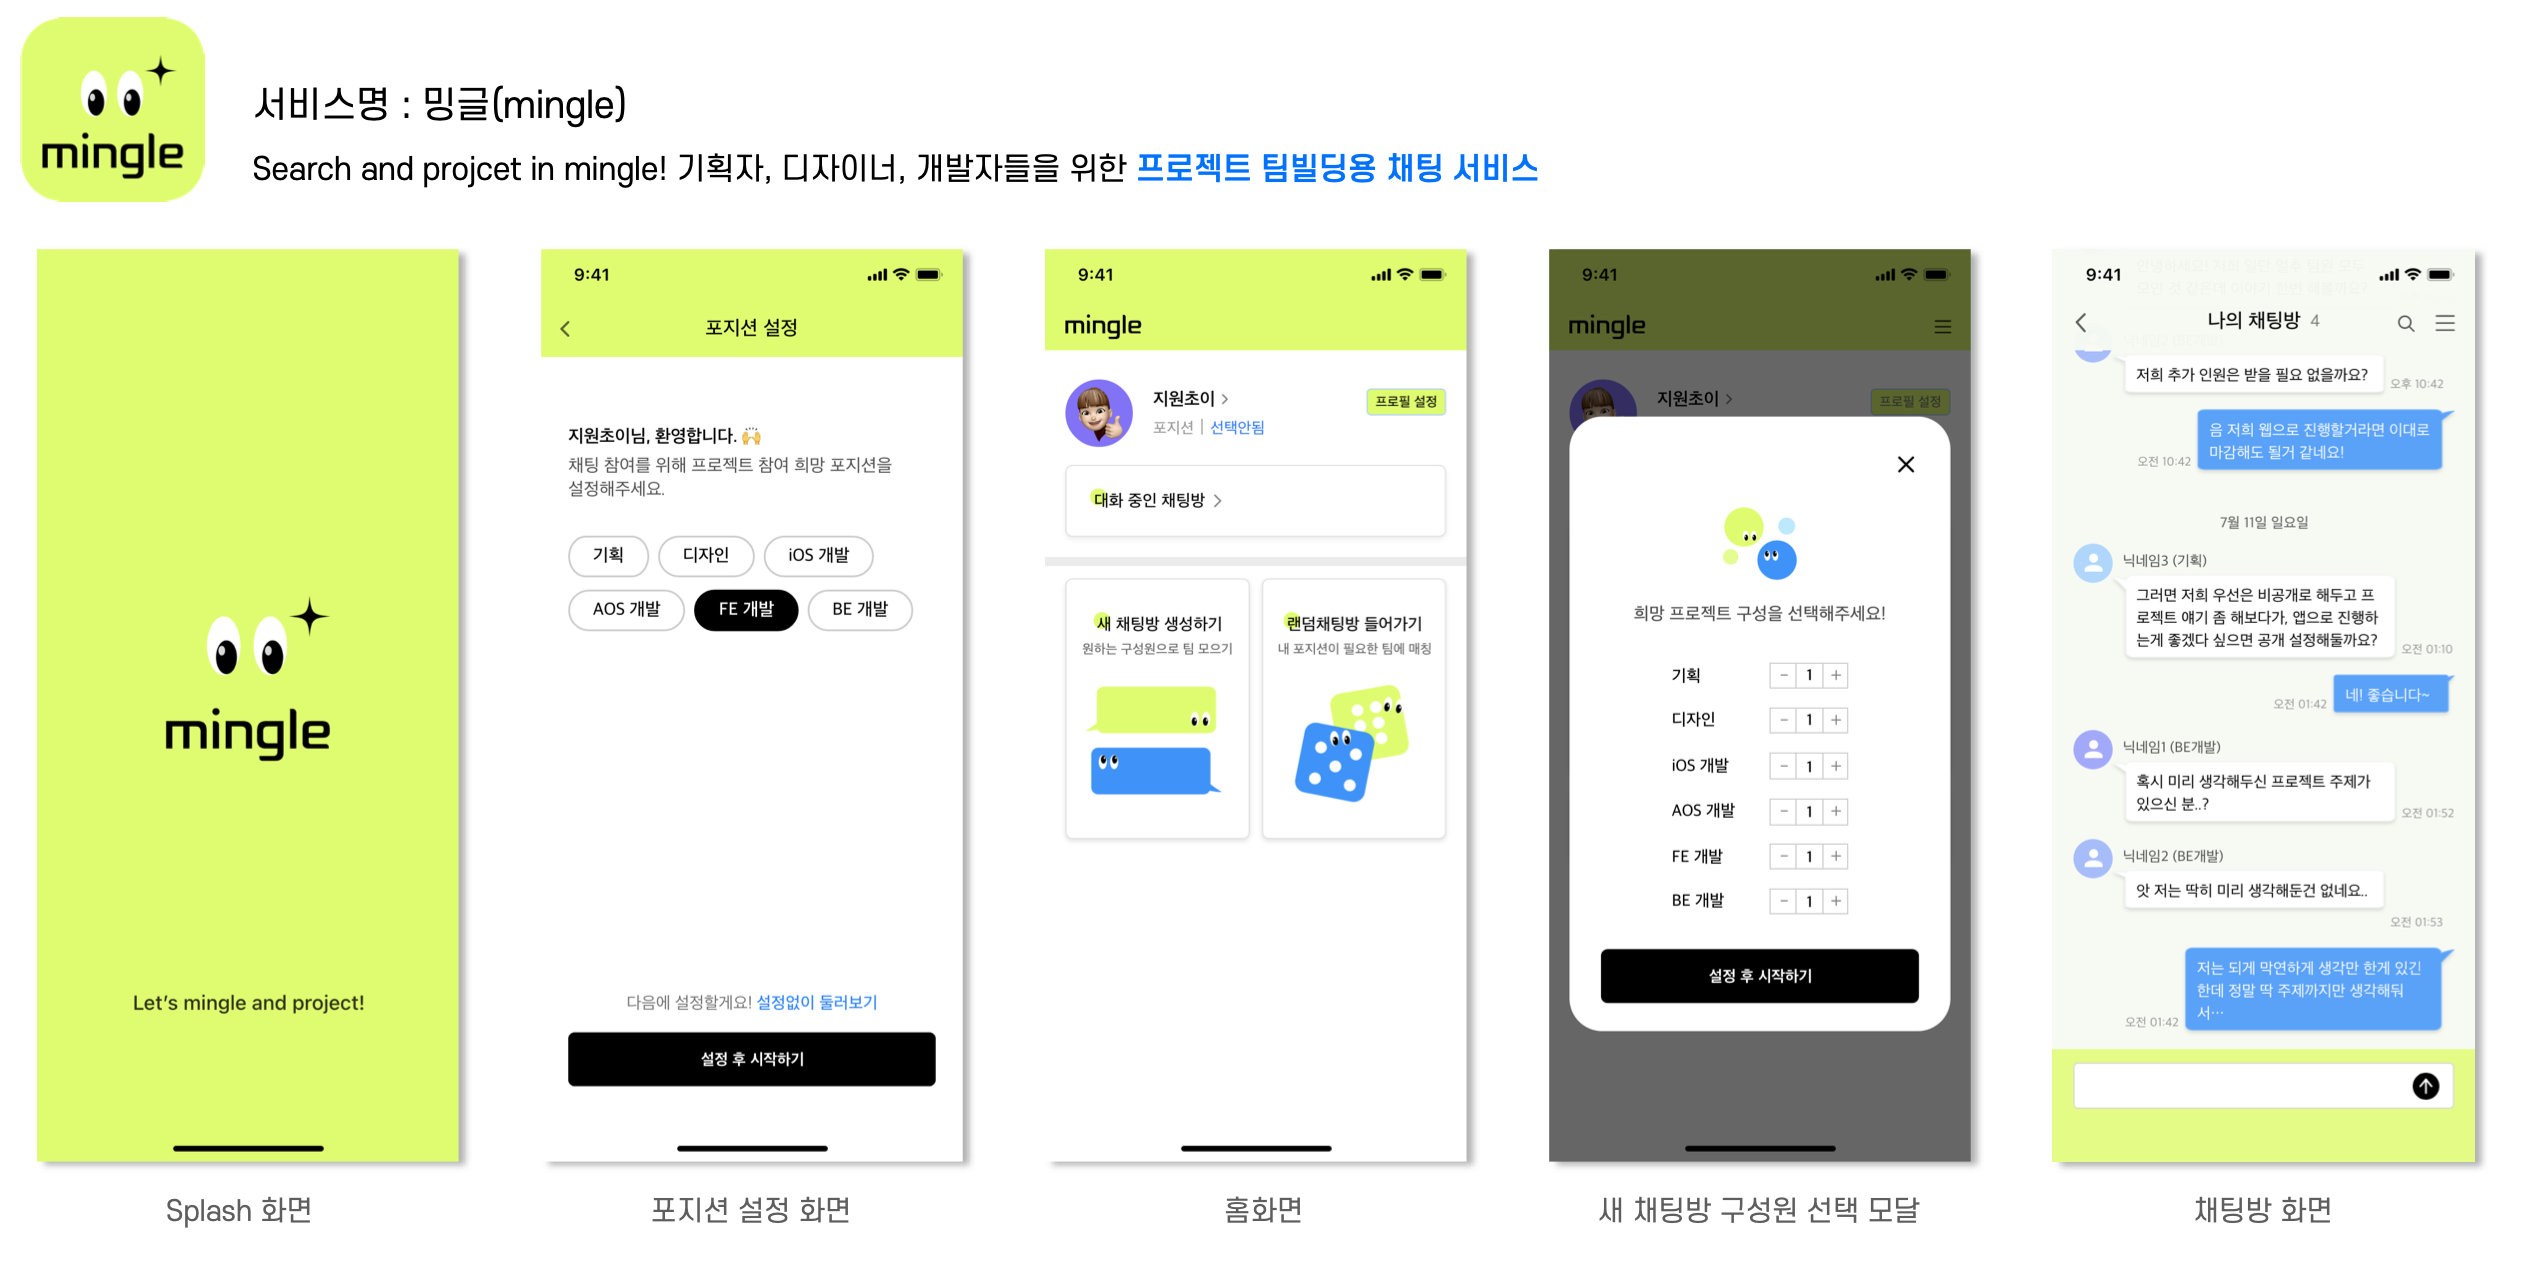 mingle
서비스명 : 밍글(mingle)
Search and projcet in mingle! 기획자, 디자이너, 개발자들을 위한 프로젝트 팀빌딩용 채팅 서비스
mingle
Let's mingle and project!
Splash 화면
9:41
포지션 설정
지원초이님, 환영합니다. 🙌
채팅 참여를 위해 프로젝트 참여 희망 포지션을
설정해주세요.
기획 디자인 iOS 개발
AOS 개발 FE 개발 BE 개발
다음에 설정할게요! 설정없이 둘러보기
설정 후 시작하기
포지션 설정 화면
9:41
mingle
지원초이 >
프로필 설정
포지션 | 선택안됨
대화 중인 채팅방 >
새 채팅방 생성하기
원하는 구성원으로 팀 모으기
랜덤채팅방 들어가기
내 포지션이 필요한 팀에 매칭
홈화면
9:41
mingle
지원초이 >
프로필 설정
희망 프로젝트 구성을 선택해주세요!
기획 - 1 +
디자인 - 1 +
iOS 개발 - 1 +
AOS 개발 - 1 +
FE 개발 - 1 +
BE 개발 - 1 +
설정 후 시작하기
새 채팅방 구성원 선택 모달
9:41
나의 채팅방 4
저희 추가 인원은 받을 필요 없을까요?
오후 10:42
음 저희 웹으로 진행할거라면 이대로
마감해도 될거 같네요!
오전 10:42
7월 11일 일요일
닉네임3 (기획)
그러면 저희 우선은 비공개로 해두고 프
로젝트 얘기 좀 해보다가, 앱으로 진행하
는게 좋겠다 싶으면 공개 설정해둘까요?
오전 01:10
네! 좋습니다~
오전 01:42
닉네임1 (BE개발)
혹시 미리 생각해두신 프로젝트 주제가
있으신 분..?
오전 01:52
닉네임2 (BE개발)
앗 저는 딱히 미리 생각해둔건 없네요..
오전 01:53
저는 되게 막연하게 생각만 한게 있긴
한데 정말 딱 주제까지만 생각해둬
서…
오전 01:42
채팅방 화면